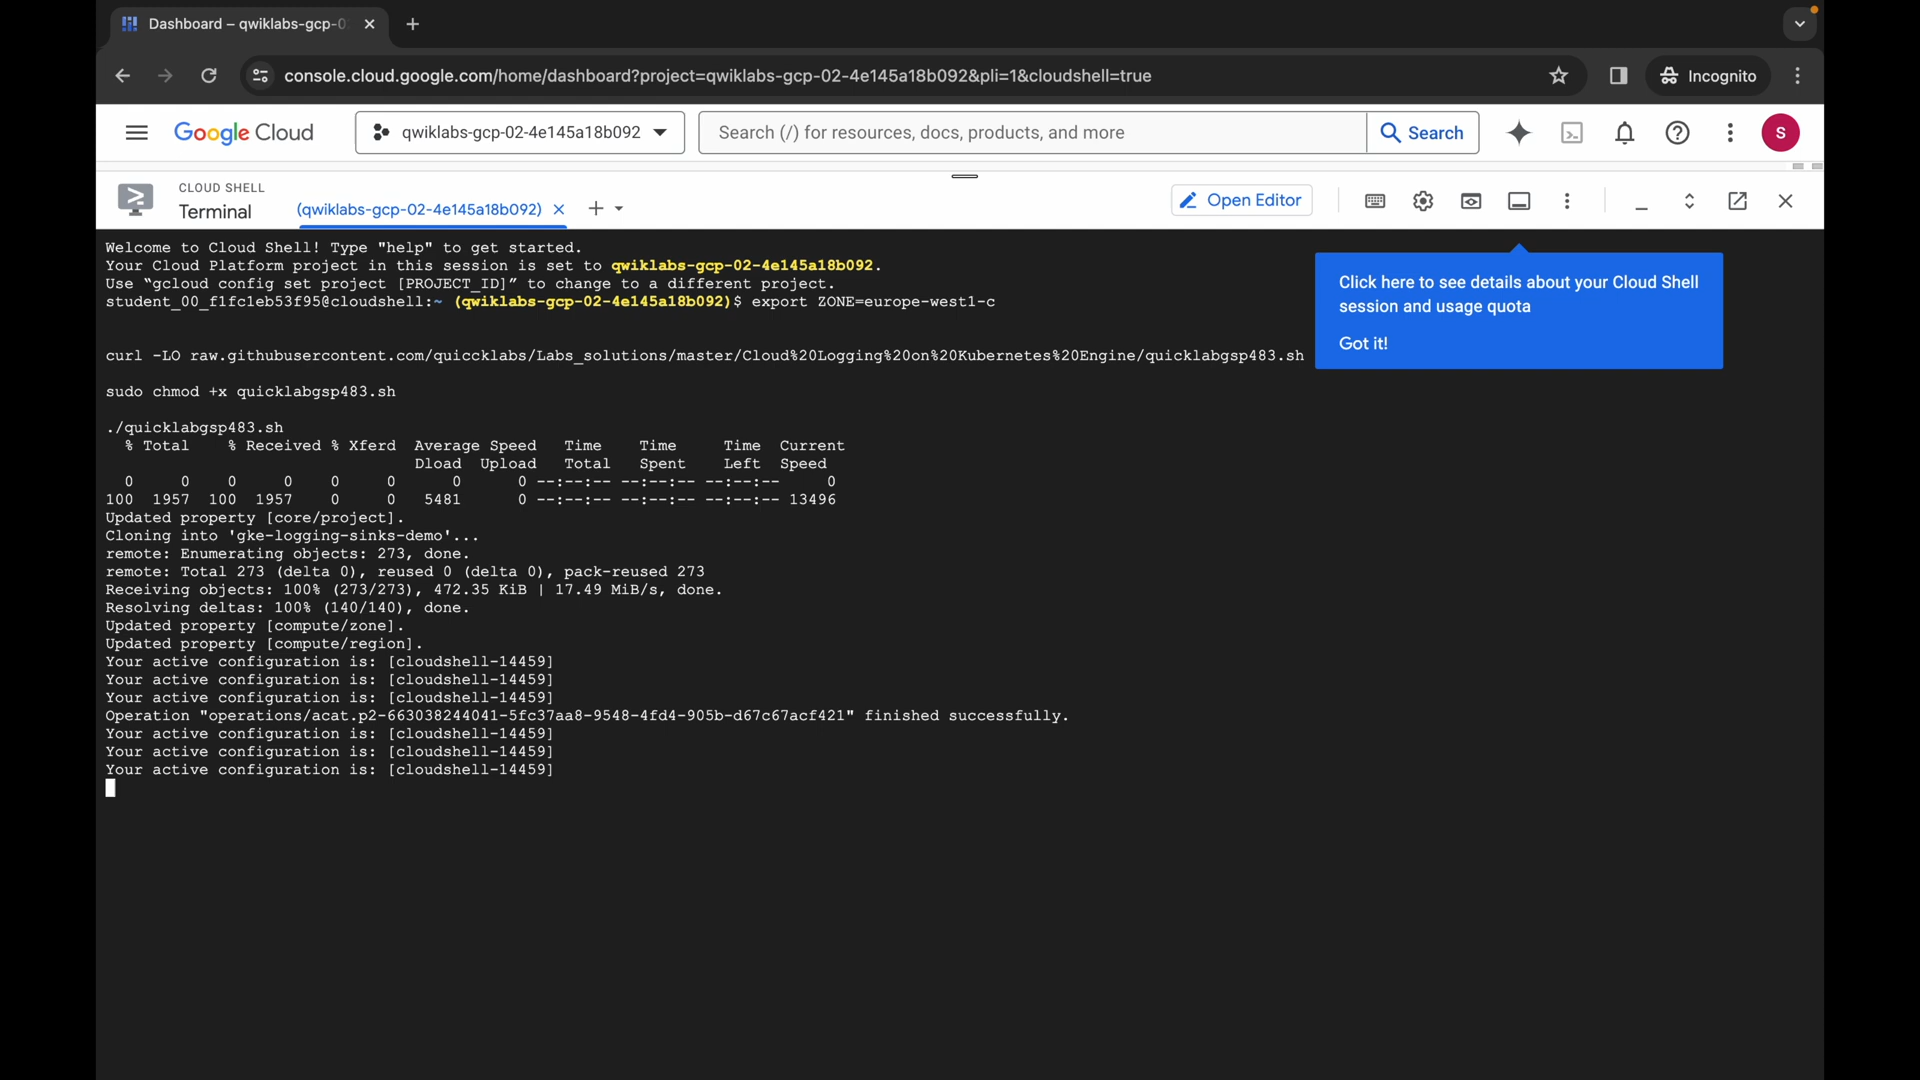 Dashboard – qwiklabs-gcp-0
console.cloud.google.com/home/dashboard?project=qwiklabs-gcp-02-4e145a18b092&pli=1&cloudshell=true
Incognito
Google Cloud
qwiklabs-gcp-02-4e145a18b092
Search (/) for resources, docs, products, and more
Search
S
CLOUD SHELL
Terminal
(qwiklabs-gcp-02-4e145a18b092)
Open Editor
Welcome to Cloud Shell! Type "help" to get started.
Your Cloud Platform project in this session is set to qwiklabs-gcp-02-4e145a18b092.
Use “gcloud config set project [PROJECT_ID]” to change to a different project.
student_00_f1fc1eb53f95@cloudshell:~ (qwiklabs-gcp-02-4e145a18b092)$ export ZONE=europe-west1-c
Click here to see details about your Cloud Shell
session and usage quota
Got it!
curl -LO raw.githubusercontent.com/quiccklabs/Labs_solutions/master/Cloud%20Logging%20on%20Kubernetes%20Engine/quicklabgsp483.sh
sudo chmod +x quicklabgsp483.sh
./quicklabgsp483.sh
% Total % Received % Xferd Average Speed Time Time Time Current
Dload Upload Total Spent Left Speed
0 0 0 0 0 0 0 0 --:--:-- --:--:-- --:--:-- 0
100 1957 100 1957 0 0 5481 0 --:--:-- --:--:-- --:--:-- 13496
Updated property [core/project].
Cloning into 'gke-logging-sinks-demo'...
remote: Enumerating objects: 273, done.
remote: Total 273 (delta 0), reused 0 (delta 0), pack-reused 273
Receiving objects: 100% (273/273), 472.35 KiB | 17.49 MiB/s, done.
Resolving deltas: 100% (140/140), done.
Updated property [compute/zone].
Updated property [compute/region].
Your active configuration is: [cloudshell-14459]
Your active configuration is: [cloudshell-14459]
Your active configuration is: [cloudshell-14459]
Operation "operations/acat.p2-663038244041-5fc37aa8-9548-4fd4-905b-d67c67acf421" finished successfully.
Your active configuration is: [cloudshell-14459]
Your active configuration is: [cloudshell-14459]
Your active configuration is: [cloudshell-14459]